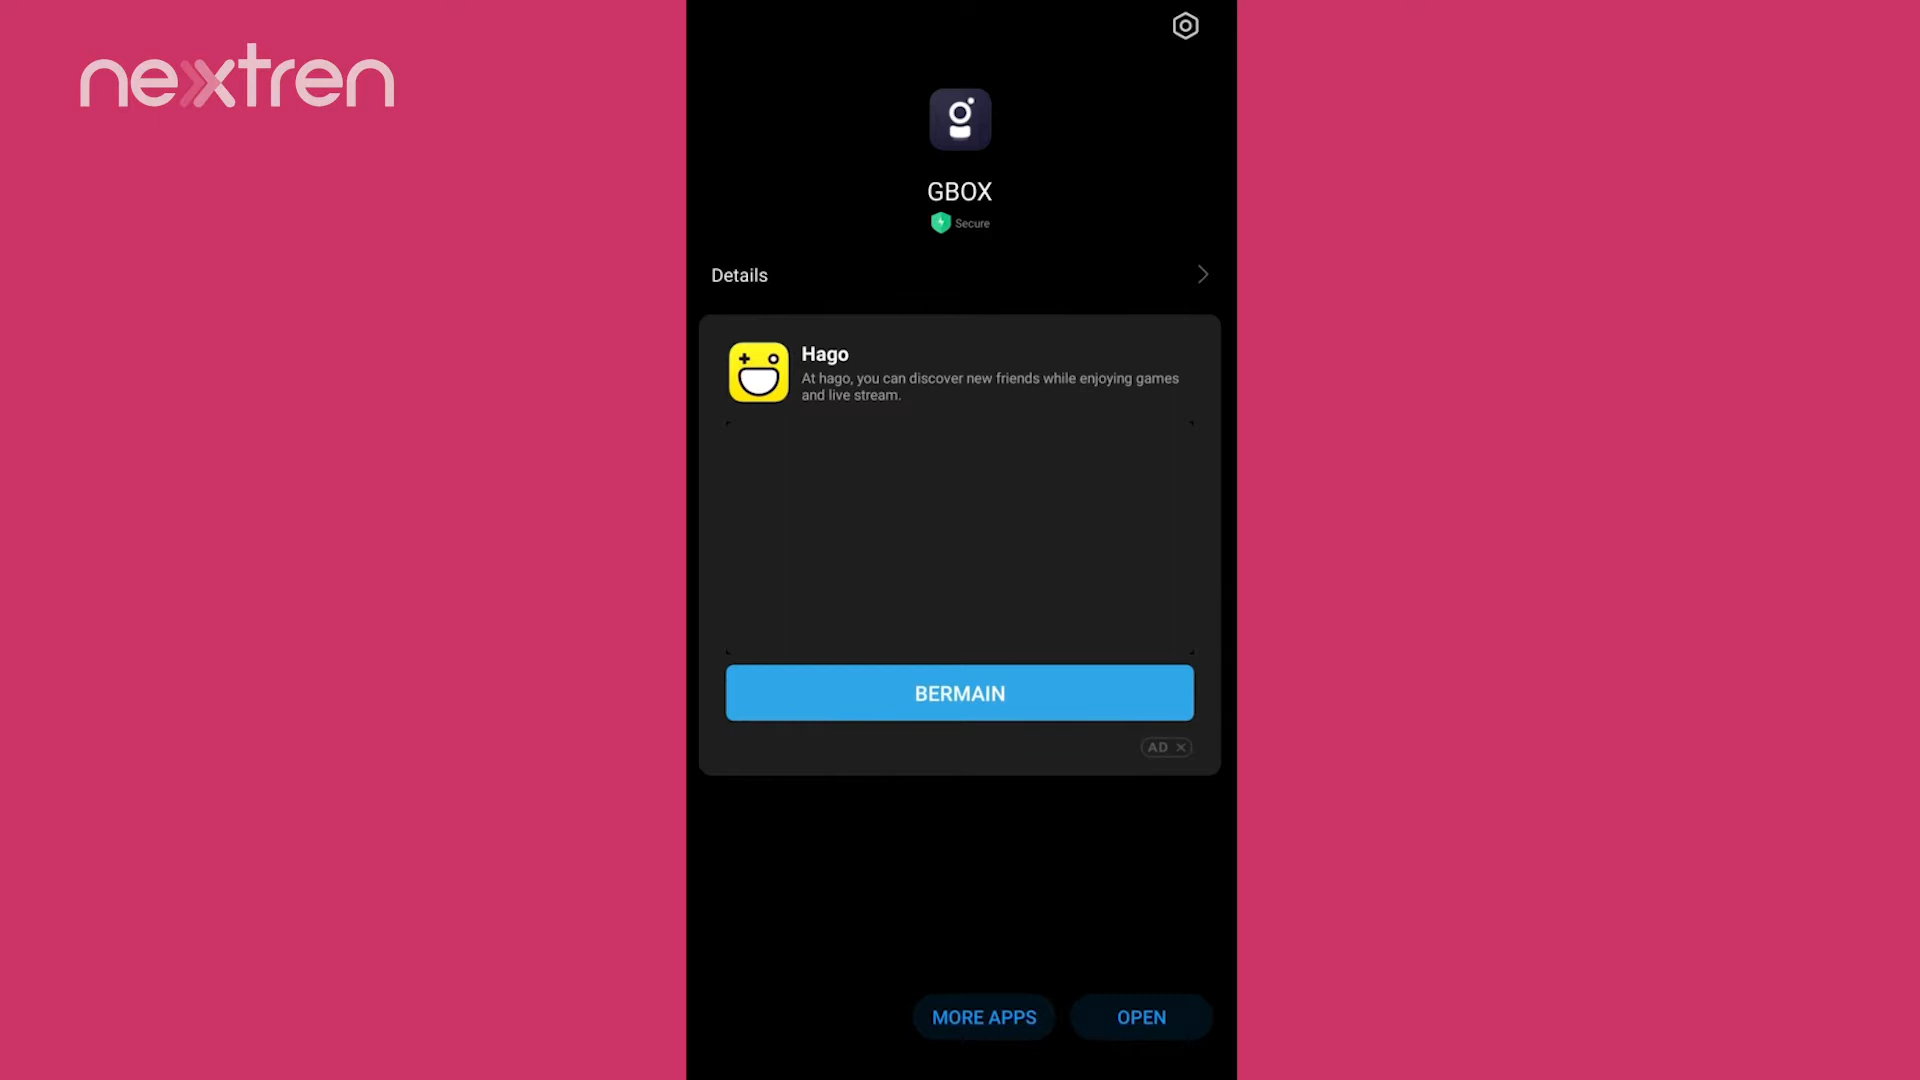 nextren
GBOX
Secure
Details
Hago
At hago, you can discover new friends while enjoying games
and live stream.
BERMAIN
AD
MORE APPS
OPEN